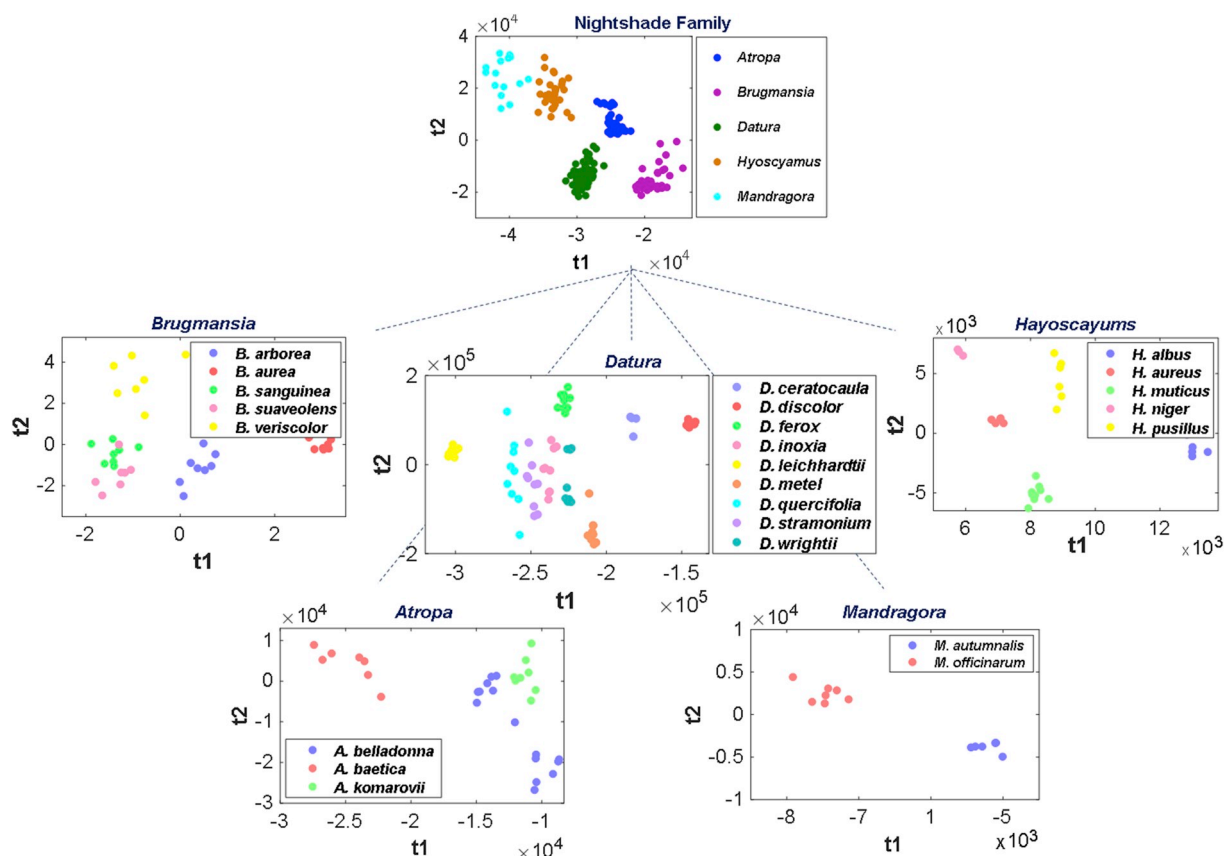 Nightshade Family
×10⁴
4
2
0
-2
t2
-4
-3
-2
t1
×10⁴
Atropa
Brugmansia
Datura
Hyoscyamus
Mandragora
Brugmansia
4
2
0
-2
t2
-2
0
2
t1
B. arborea
B. aurea
B. sanguinea
B. suaveolens
B. veriscolor
Datura
×10⁵
2
0
-2
t2
-3
-2.5
-2
-1.5
t1
×10⁵
D. ceratocaula
D. discolor
D. ferox
D. inoxia
D. leichhardtii
D. metel
D. quercifolia
D. stramonium
D. wrightii
Hayoscayums
×10³
5
0
-5
t2
6
8
10
12
t1
×10³
H. albus
H. aureus
H. muticus
H. niger
H. pusillus
Atropa
×10⁴
1
0
-1
-2
-3
t2
-3
-2.5
-2
-1.5
-1
t1
×10⁴
A. belladonna
A. baetica
A. komarovii
Mandragora
×10⁴
1
0.5
0
-0.5
-1
t2
-8
-7
1
-5
t1
×10³
M. autumnalis
M. officinarum